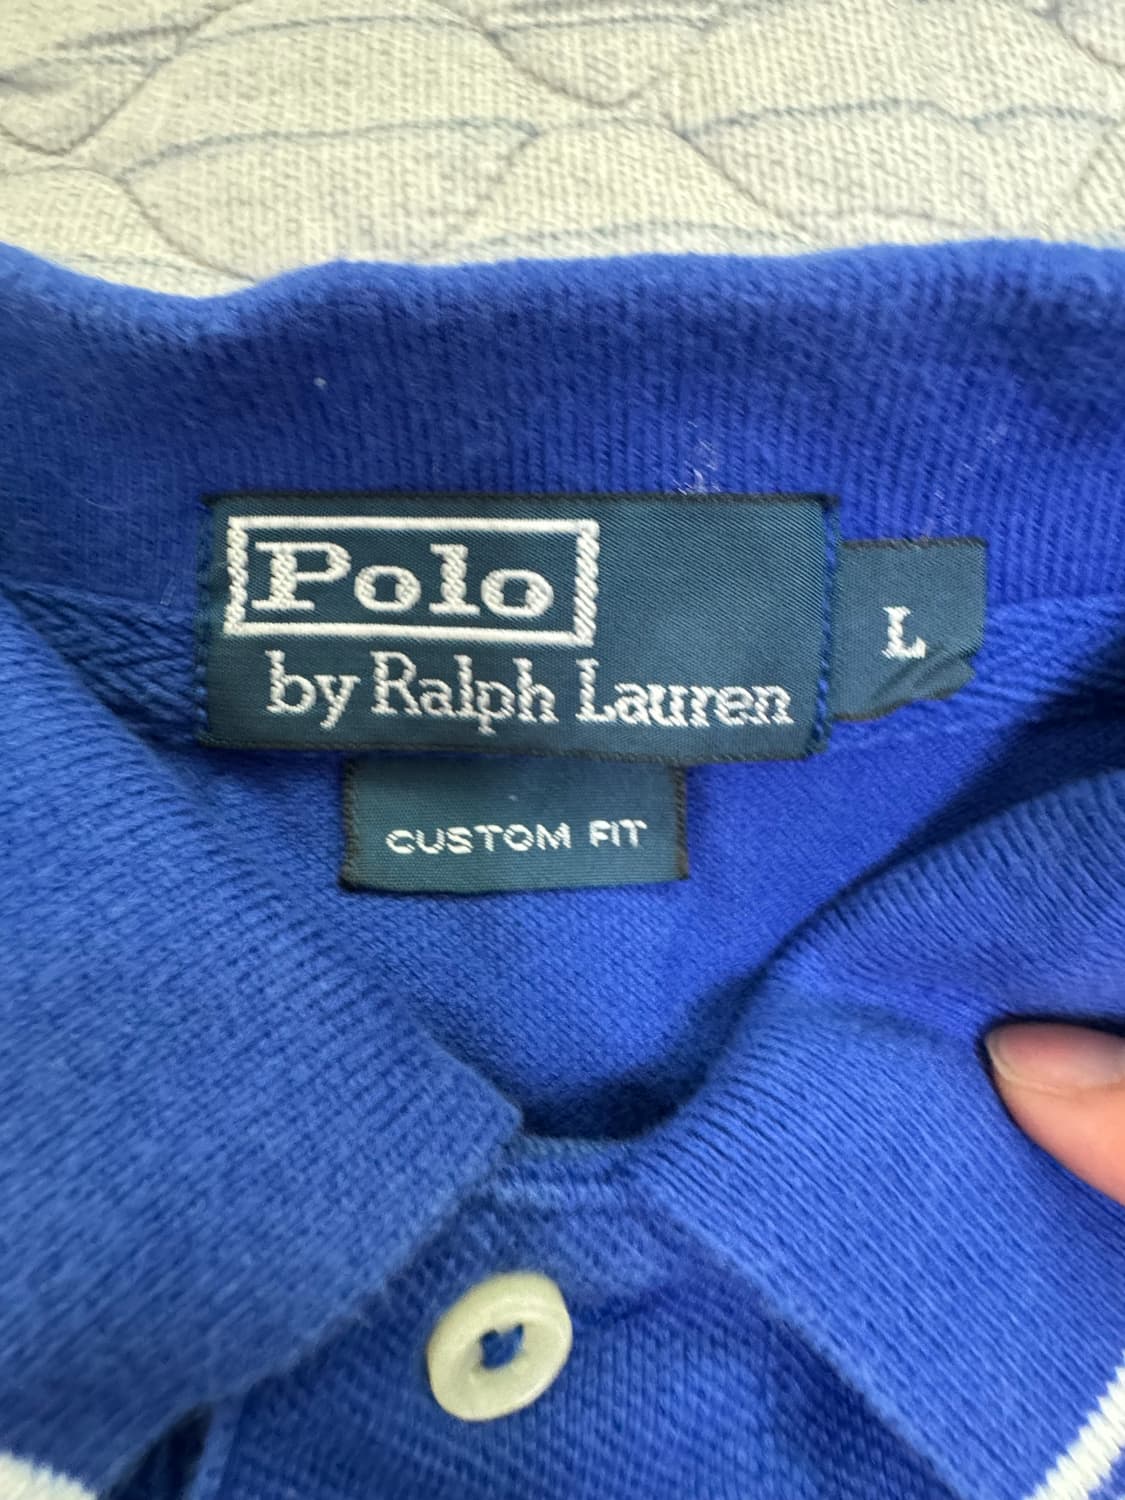 Polo
by Ralph Lauren
L
CUSTOM FIT